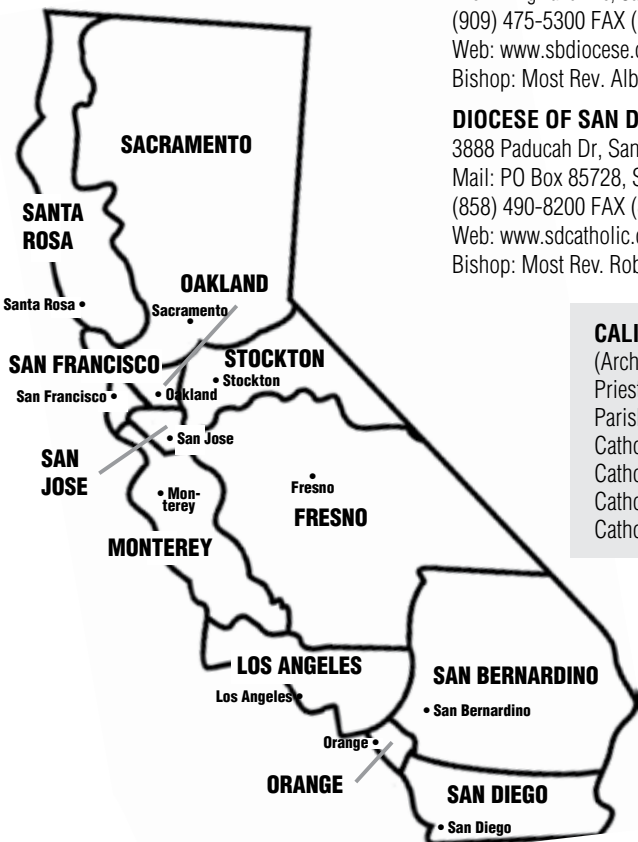 (909) 475-5300 FAX (
Web: www.sbdiocese.
Bishop: Most Rev. Alb
DIOCESE OF SAN D
3888 Paducah Dr, San
Mail: PO Box 85728, S
(858) 490-8200 FAX (
Web: www.sdcatholic.
Bishop: Most Rev. Rob
CALI
(Arch
Priest
Paris
Catho
Catho
Catho
Catho
SACRAMENTO
SANTA
ROSA
OAKLAND
Santa Rosa •
Sacramento
SAN FRANCISCO
STOCKTON
• Stockton
San Francisco •
• Oakland
• San Jose
SAN
JOSE
Fresno
• Mon-
terey
FRESNO
MONTEREY
LOS ANGELES
SAN BERNARDINO
Los Angeles •
• San Bernardino
Orange •
ORANGE
SAN DIEGO
• San Diego